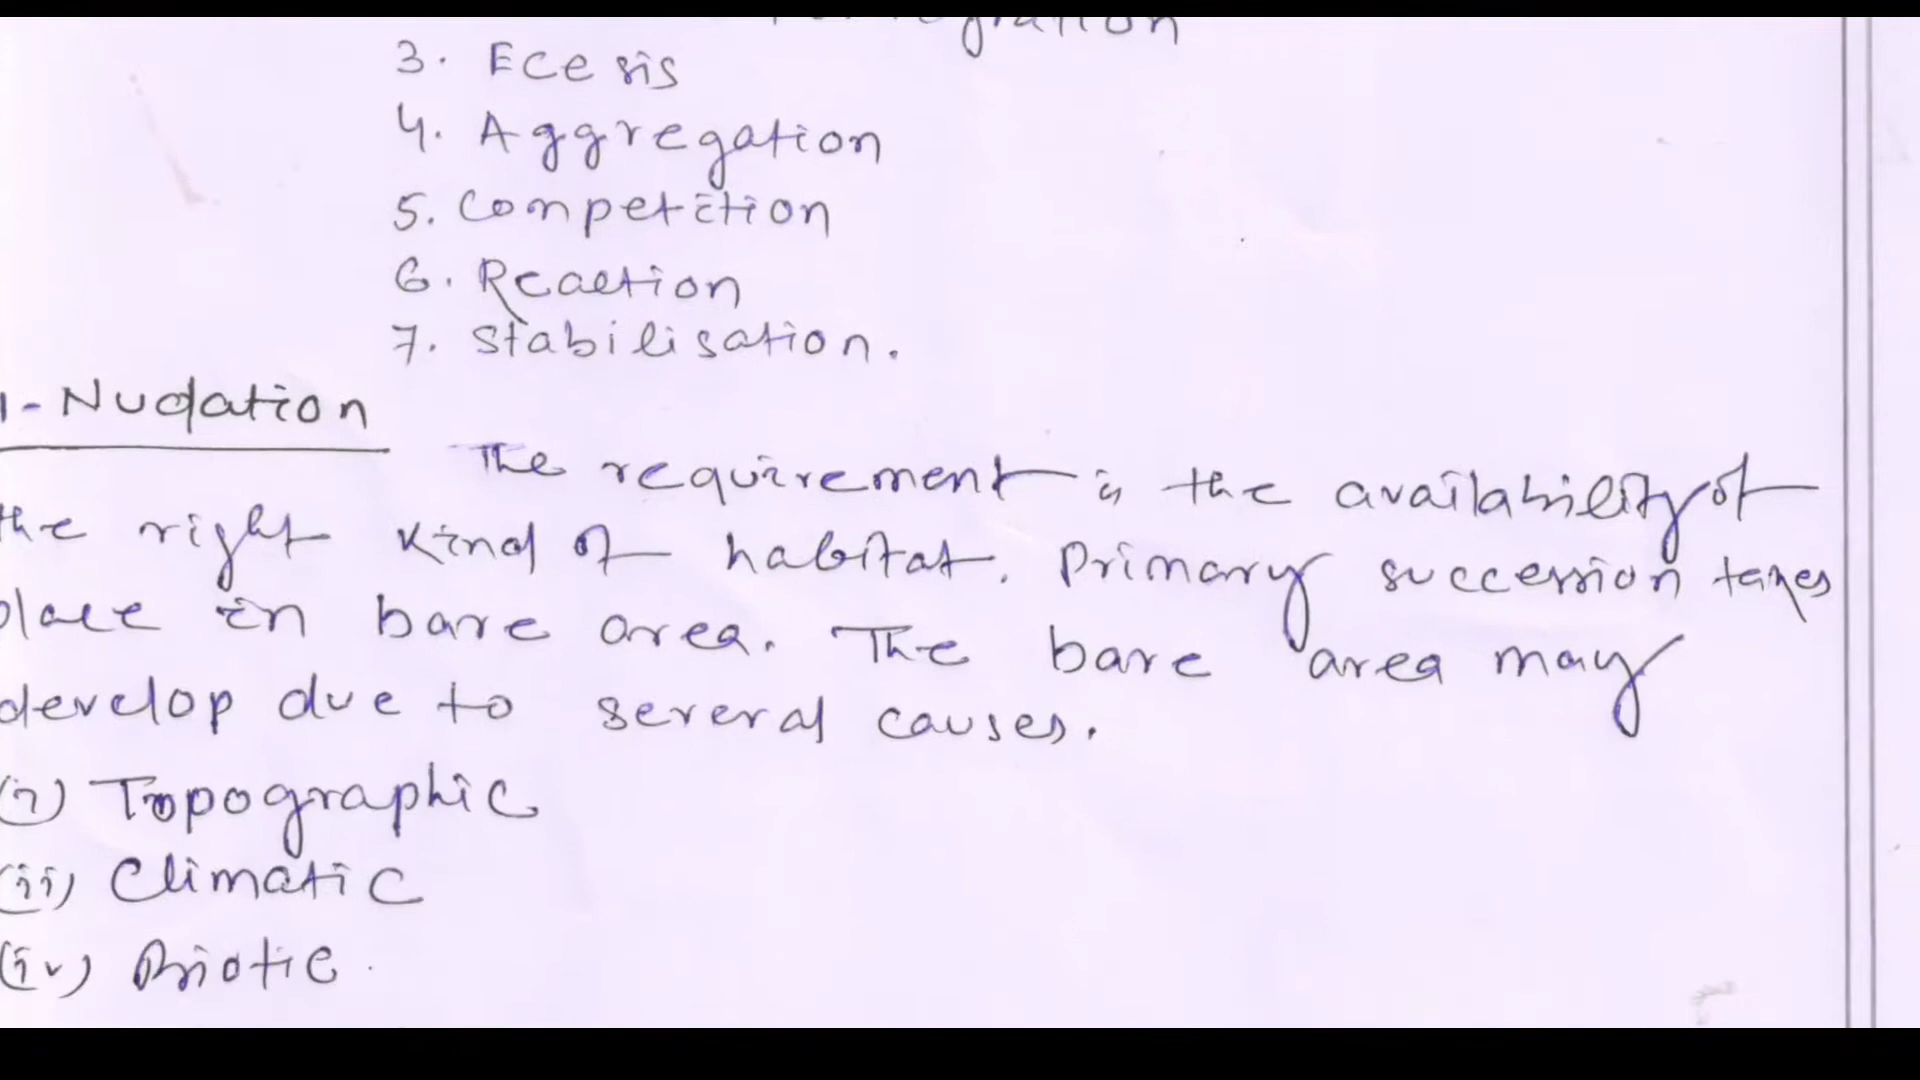 3. Ecesis
4. Aggregation
5. Competition
6. Reaction
7. Stabilisation.
1- Nudation
The requirement is the availability of
the right kind of habitat. Primary succession takes
place in bare area. The bare area may
develop due to several causes.
(i) Topographic
(ii) Climatic
(iv) Biotic.